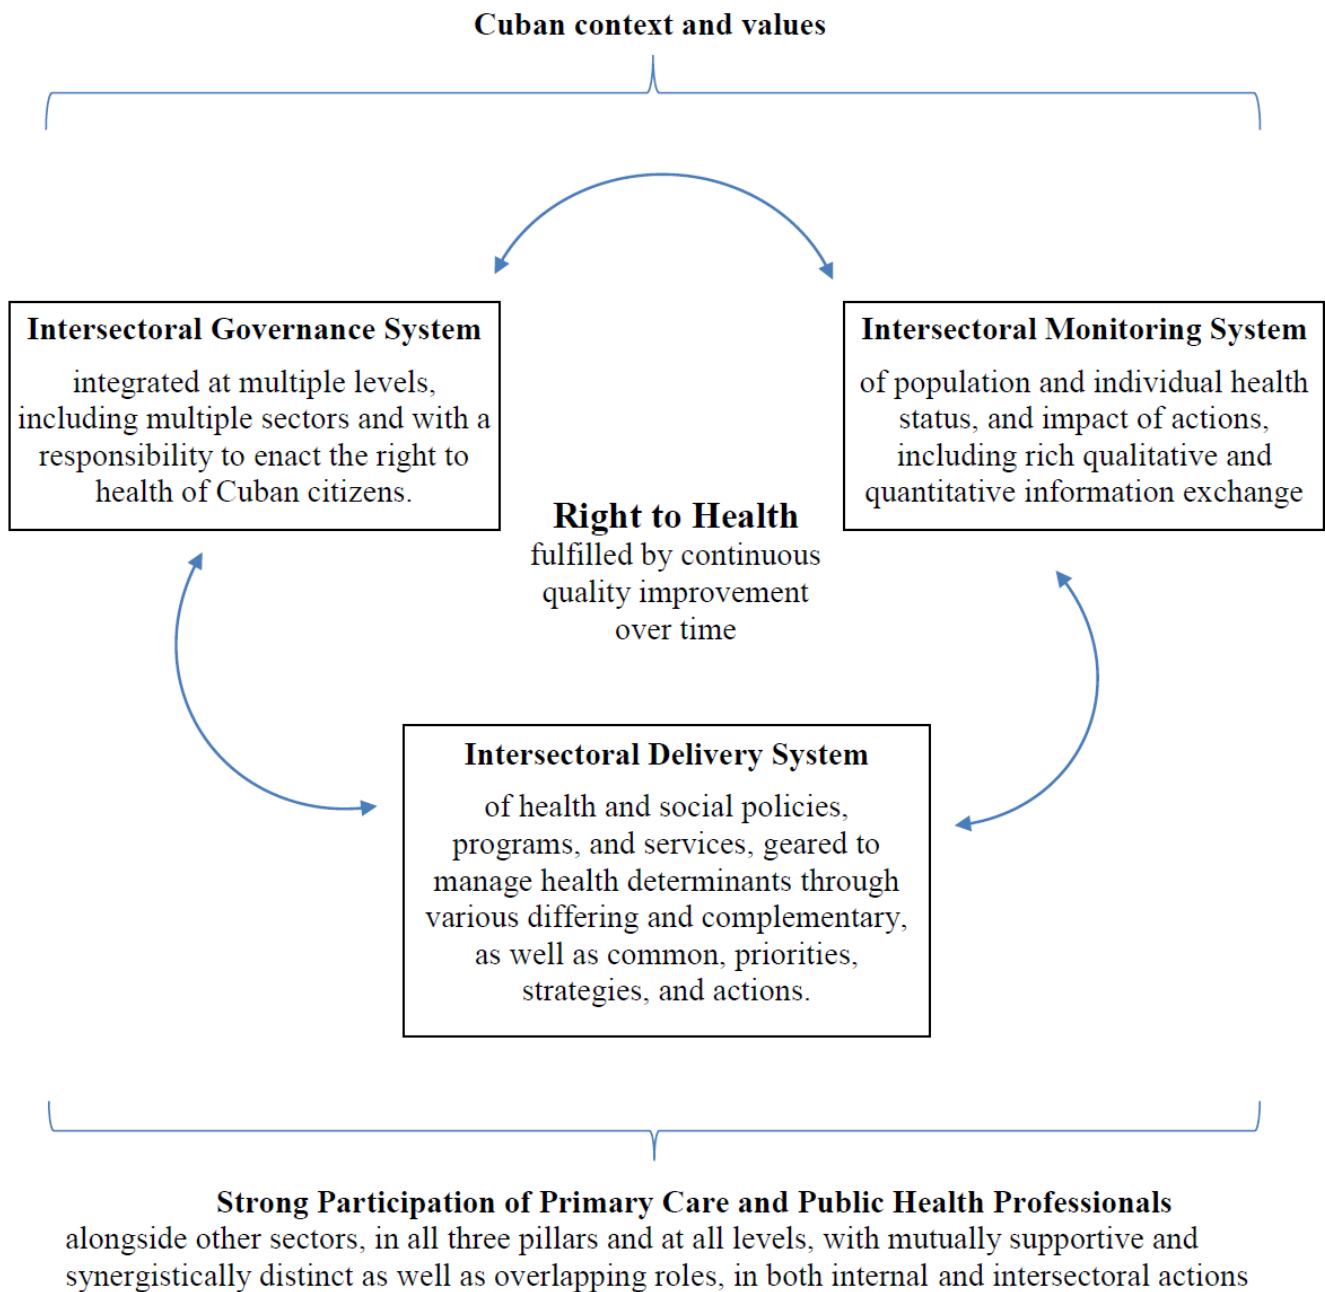 Cuban context and values
Intersectoral Governance System
integrated at multiple levels,
including multiple sectors and with a
responsibility to enact the right to
health of Cuban citizens.
Intersectoral Monitoring System
of population and individual health
status, and impact of actions,
including rich qualitative and
quantitative information exchange
Right to Health
fulfilled by continuous
quality improvement
over time
Intersectoral Delivery System
of health and social policies,
programs, and services, geared to
manage health determinants through
various differing and complementary,
as well as common, priorities,
strategies, and actions.
Strong Participation of Primary Care and Public Health Professionals
alongside other sectors, in all three pillars and at all levels, with mutually supportive and
synergistically distinct as well as overlapping roles, in both internal and intersectoral actions